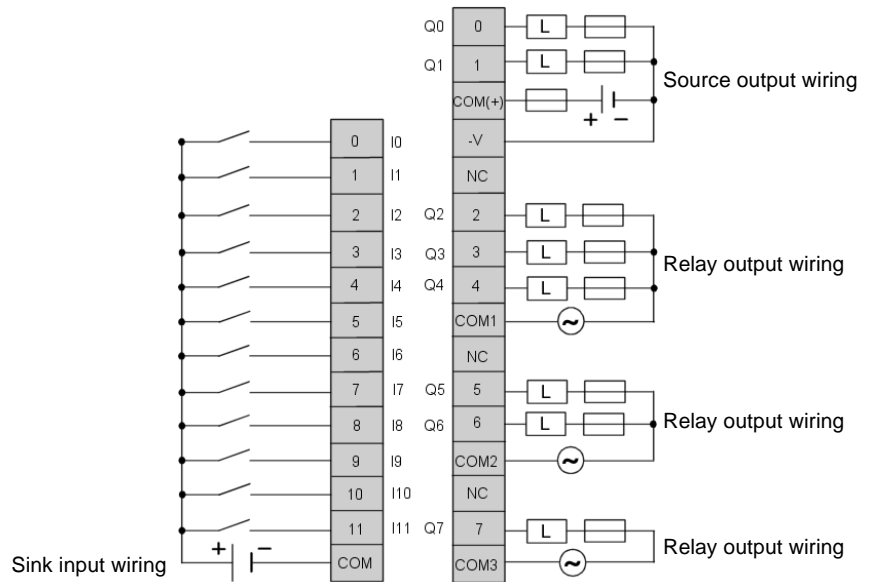 Q0 0 L
Q1 1 L
Source output wiring
COM(+) + −
-V
NC
Q2 2 L
Q3 3 L
Relay output wiring
Q4 4 L
COM1 ~
NC
Q5 5 L
Q6 6 L
Relay output wiring
COM2 ~
NC
Q7 7 L
Relay output wiring
COM3 ~
0 I0
1 I1
2 I2
3 I3
4 I4
5 I5
6 I6
7 I7
8 I8
9 I9
10 I10
11 I11
+ −
COM
Sink input wiring